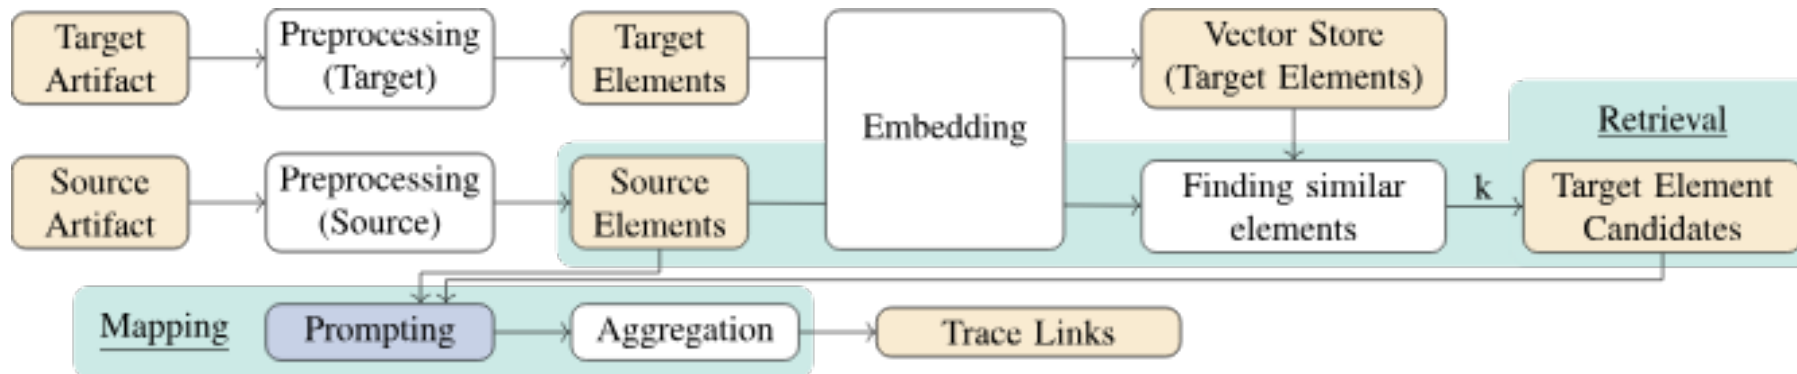 Target
Artifact
Preprocessing
(Target)
Target
Elements
Embedding
Vector Store
(Target Elements)
Retrieval
Source
Artifact
Preprocessing
(Source)
Source
Elements
Finding similar
elements
k
Target Element
Candidates
Mapping
Prompting
Aggregation
Trace Links